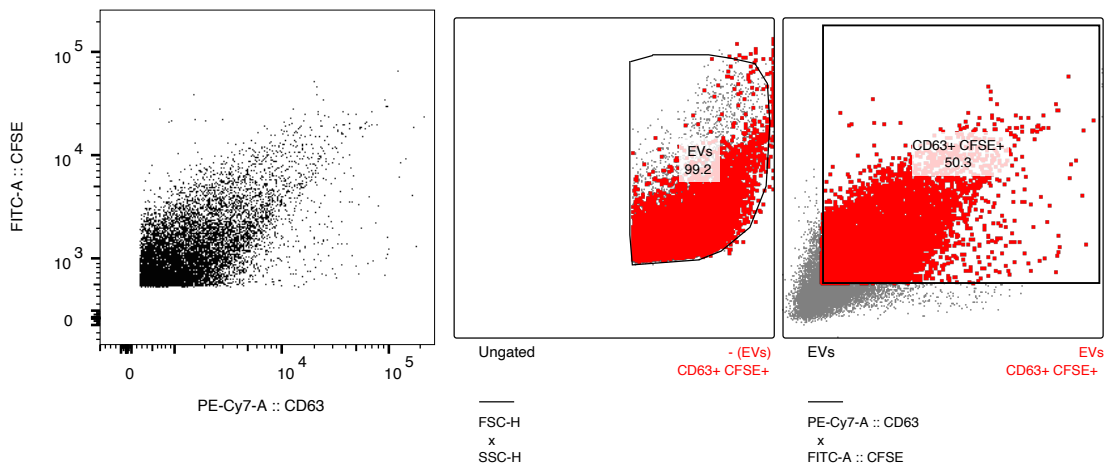 FITC-A :: CFSE
10^5
10^4
10^3
0
0
10^4
10^5
PE-Cy7-A :: CD63
EVs
99.2
Ungated
- (EVs)
CD63+ CFSE+
FSC-H
x
SSC-H
CD63+ CFSE+
50.3
EVs
EVs
CD63+ CFSE+
PE-Cy7-A :: CD63
x
FITC-A :: CFSE